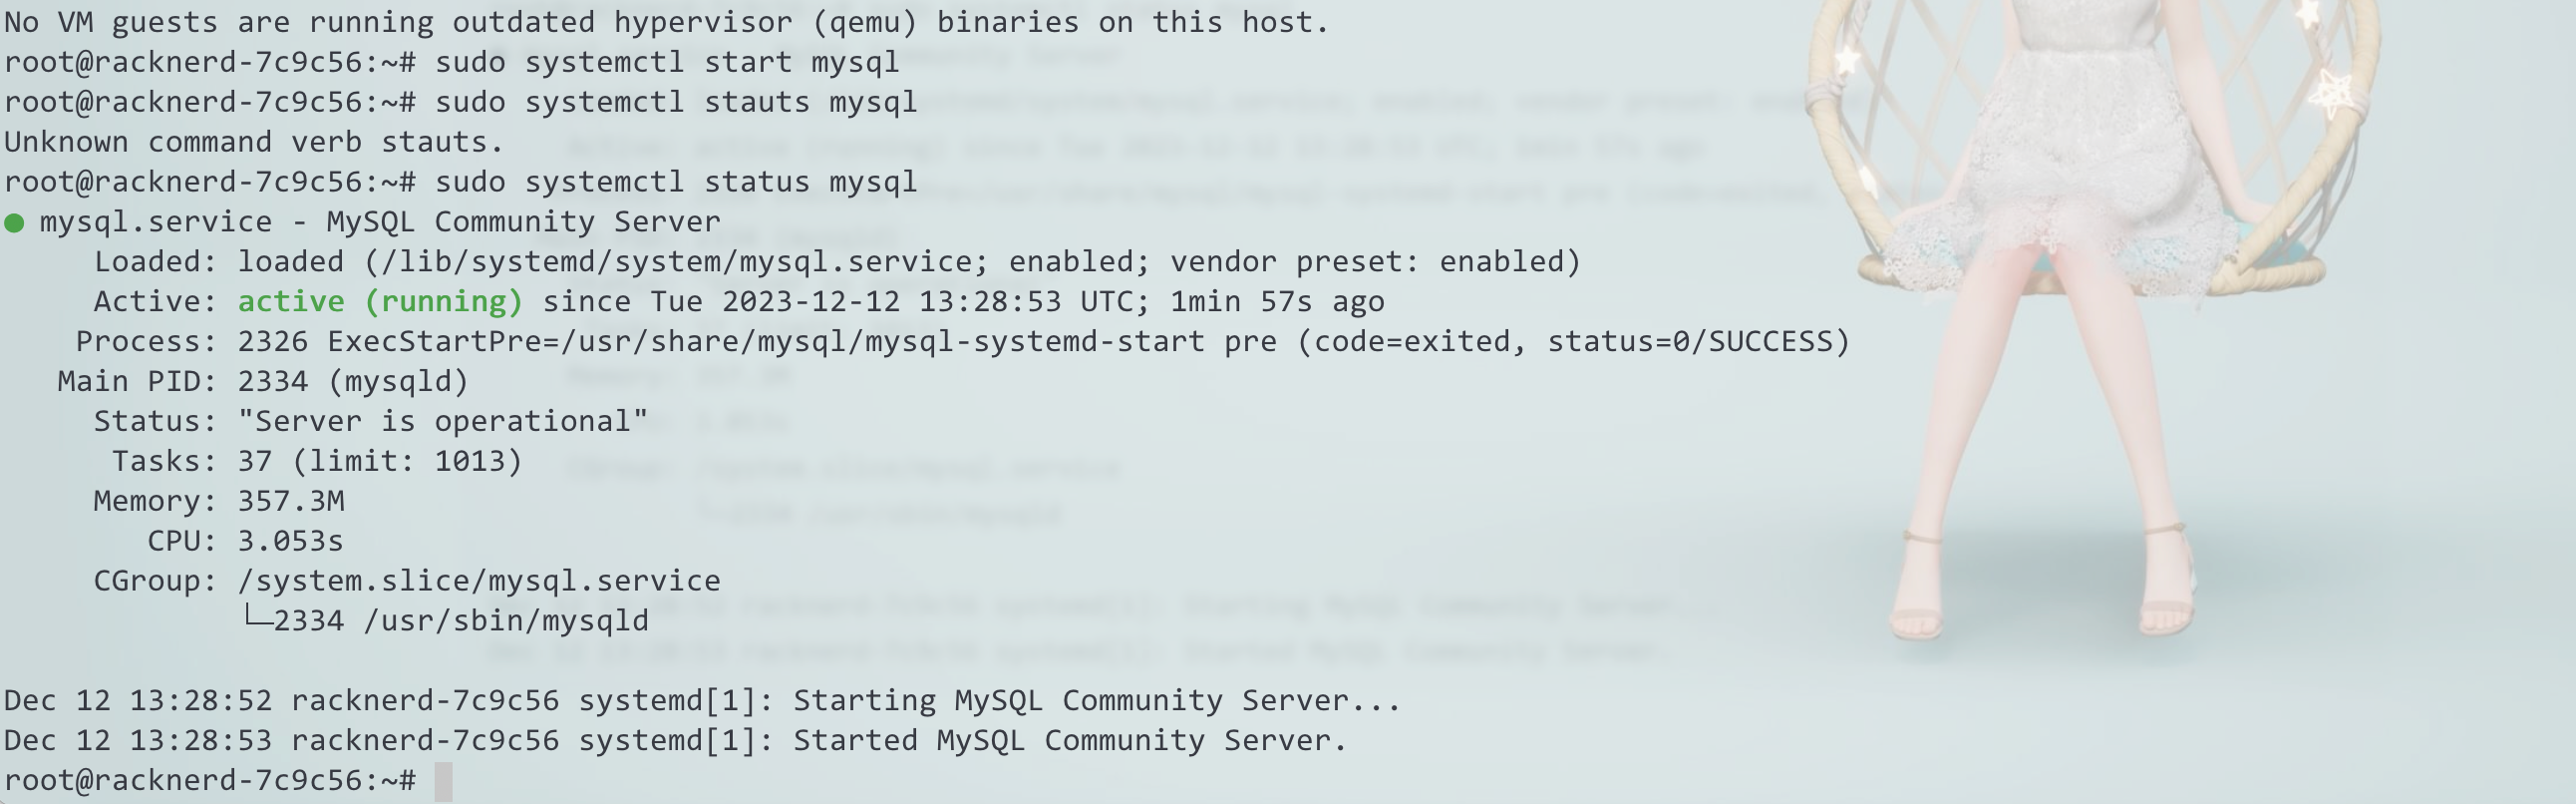 No VM guests are running outdated hypervisor (qemu) binaries on this host.
root@racknerd-7c9c56:~# sudo systemctl start mysql
root@racknerd-7c9c56:~# sudo systemctl stauts mysql
Unknown command verb stauts.
root@racknerd-7c9c56:~# sudo systemctl status mysql
● mysql.service - MySQL Community Server
     Loaded: loaded (/lib/systemd/system/mysql.service; enabled; vendor preset: enabled)
     Active: active (running) since Tue 2023-12-12 13:28:53 UTC; 1min 57s ago
    Process: 2326 ExecStartPre=/usr/share/mysql/mysql-systemd-start pre (code=exited, status=0/SUCCESS)
   Main PID: 2334 (mysqld)
     Status: "Server is operational"
      Tasks: 37 (limit: 1013)
     Memory: 357.3M
        CPU: 3.053s
     CGroup: /system.slice/mysql.service
             └─2334 /usr/sbin/mysqld
Dec 12 13:28:52 racknerd-7c9c56 systemd[1]: Starting MySQL Community Server...
Dec 12 13:28:53 racknerd-7c9c56 systemd[1]: Started MySQL Community Server.
root@racknerd-7c9c56:~#